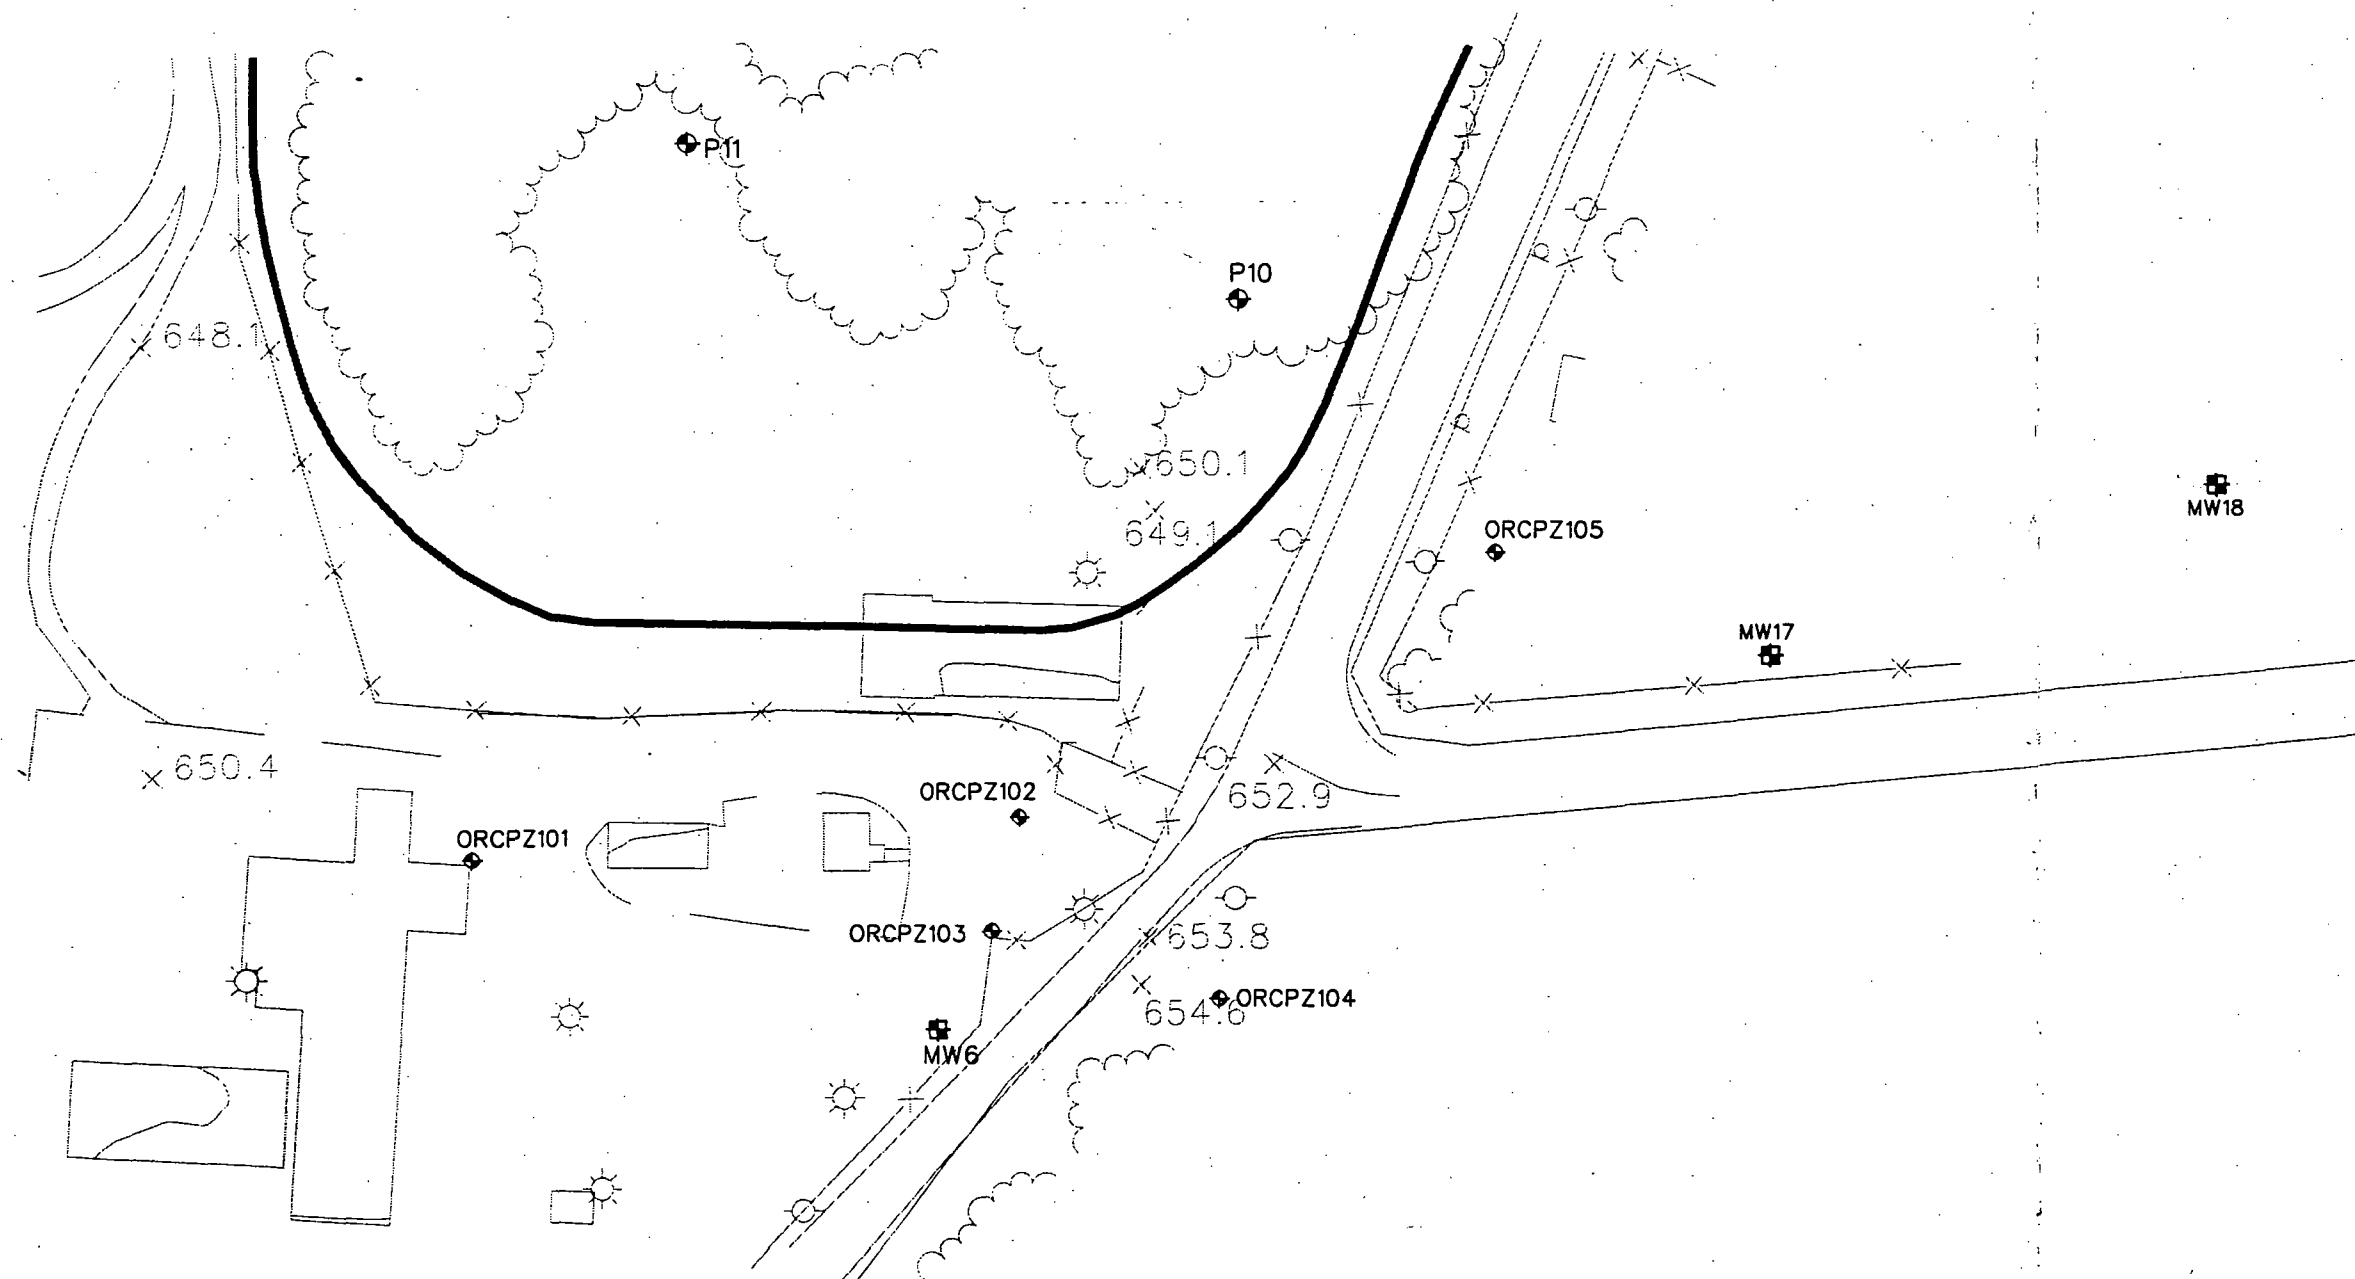 P11
P10
648.1
650.1
MW18
649.1
ORCPZ105
MW17
650.4
ORCPZ102
652.9
ORCPZ101
ORCPZ103
653.8
ORCPZ104
654.6
MW6